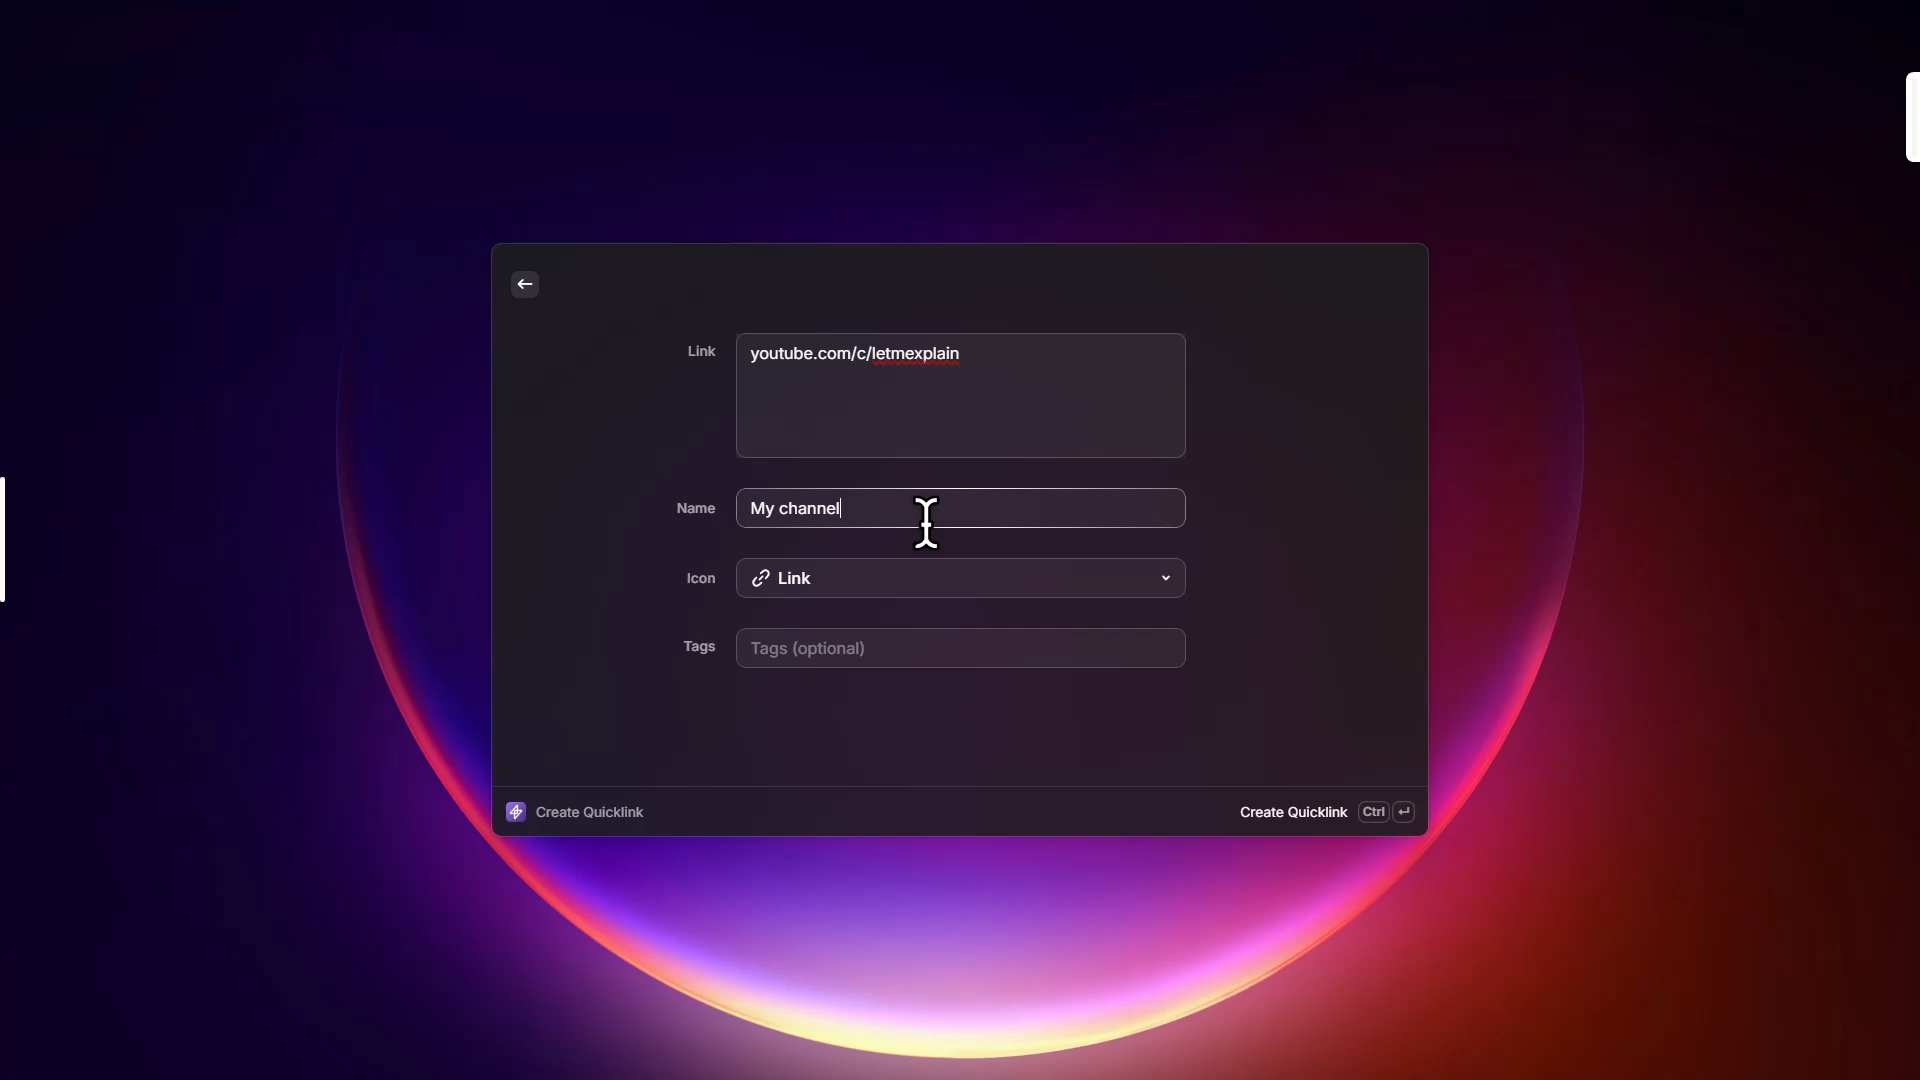 Link
youtube.com/c/letmexplain
Name
My channel
Icon
Link
Tags
Tags (optional)
Create Quicklink
Create Quicklink Ctrl ↵